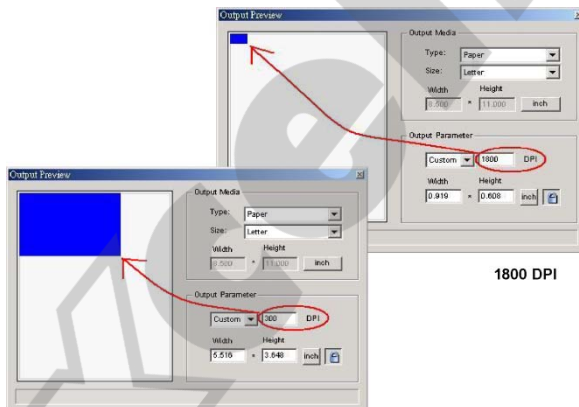 Output Preview
Output Media
Type: Paper
Size: Letter
Width Height
8.500 * 11.000 inch
Output Parameter
Custom 1800 DPI
Width Height
0.919 * 0.608 inch
1800 DPI
Output Preview
Output Media
Type: Paper
Size: Letter
Width Height
8.500 * 11.000 inch
Output Parameter
Custom 300 DPI
Width Height
5.516 * 3.648 inch